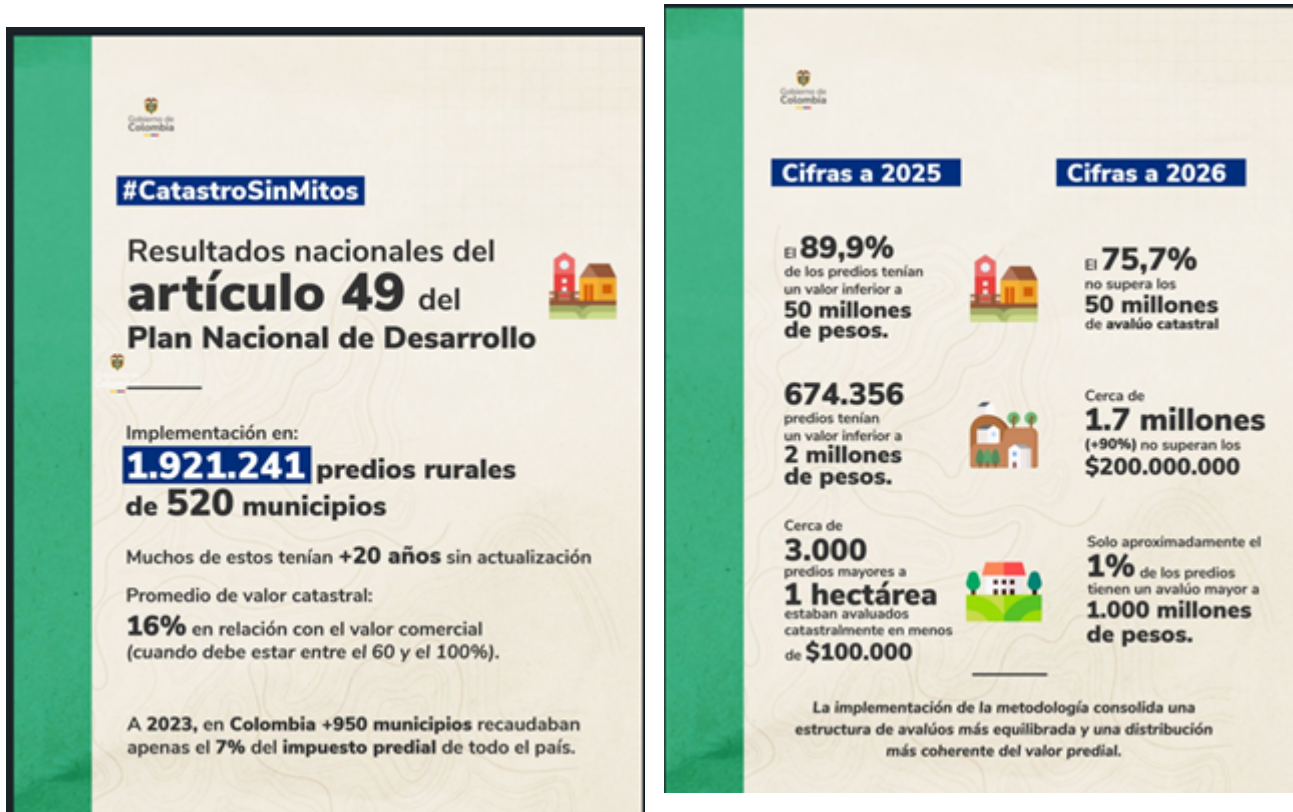 Gobierno de
Colombia
#CatastroSinMitos
Resultados nacionales del
artículo 49 del
Plan Nacional de Desarrollo
Implementación en:
1.921.241 predios rurales
de 520 municipios
Muchos de estos tenían +20 años sin actualización
Promedio de valor catastral:
16% en relación con el valor comercial
(cuando debe estar entre el 60 y el 100%).
A 2023, en Colombia +950 municipios recaudaban
apenas el 7% del impuesto predial de todo el país.
Gobierno de
Colombia
Cifras a 2025
El 89,9%
de los predios tenían
un valor inferior a
50 millones
de pesos.
674.356
predios tenían
un valor inferior a
2 millones
de pesos.
Cerca de
3.000
predios mayores a
1 hectárea
estaban avaluados
catastralmente en menos
de $100.000
Cifras a 2026
El 75,7%
no supera los
50 millones
de avalúo catastral
Cerca de
1.7 millones
(+90%) no superan los
$200.000.000
Solo aproximadamente el
1% de los predios
tienen un avalúo mayor a
1.000 millones
de pesos.
La implementación de la metodología consolida una
estructura de avalúos más equilibrada y una distribución
más coherente del valor predial.